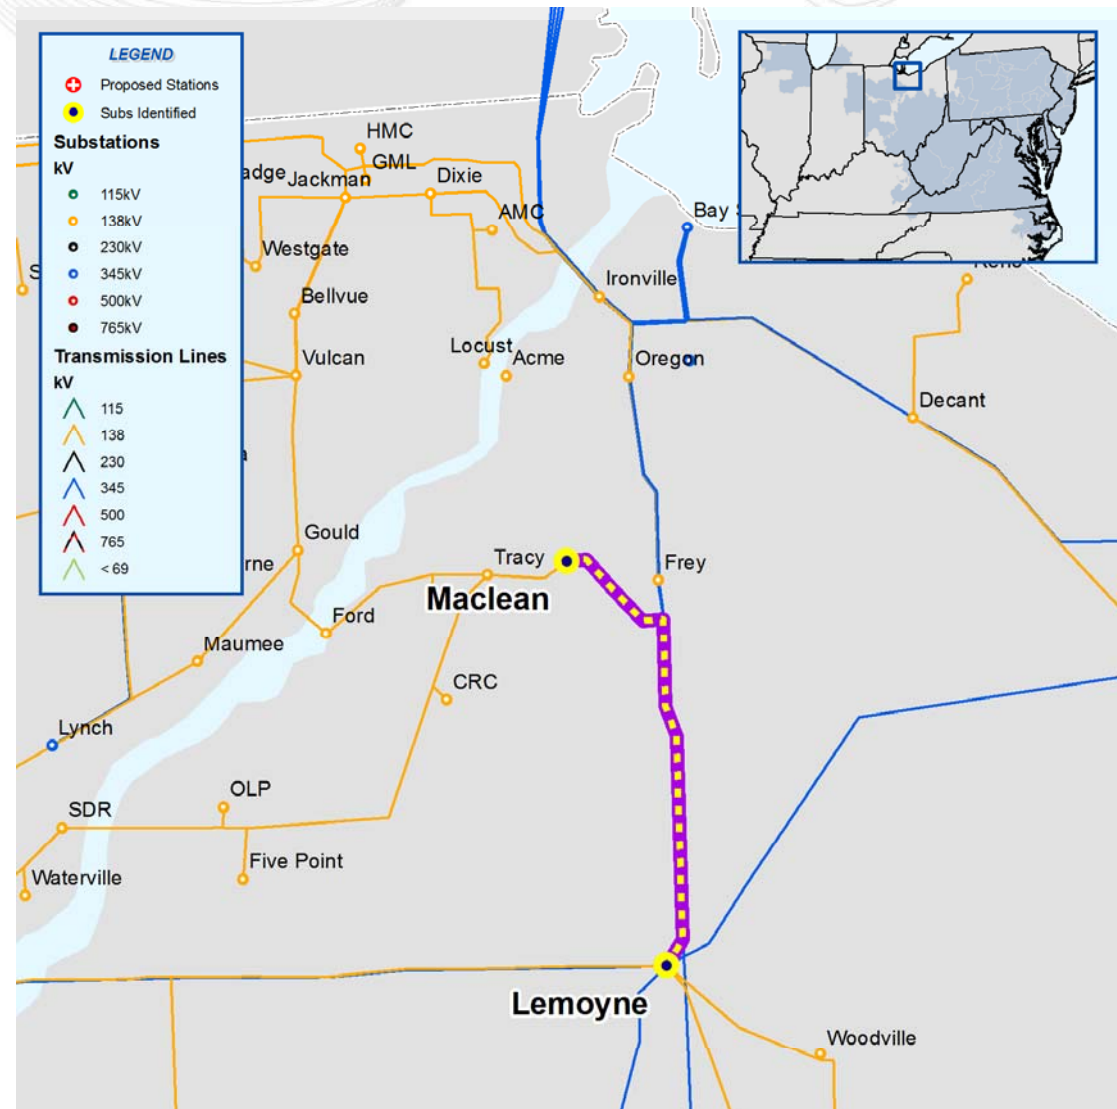 LEGEND
Proposed Stations
Subs Identified
Substations
kV
115kV
138kV
230kV
345kV
500kV
765kV
Transmission Lines
kV
115
138
230
345
500
765
< 69
HMC
GML
adge
Jackman
Dixie
AMC
Westgate
Bay
S
Ironville
Bellvue
Vulcan
Locust
Acme
Oregon
Decant
a
Gould
rne
Tracy
Frey
Maclean
Ford
Maumee
CRC
Lynch
OLP
SDR
Five Point
Waterville
Lemoyne
Woodville